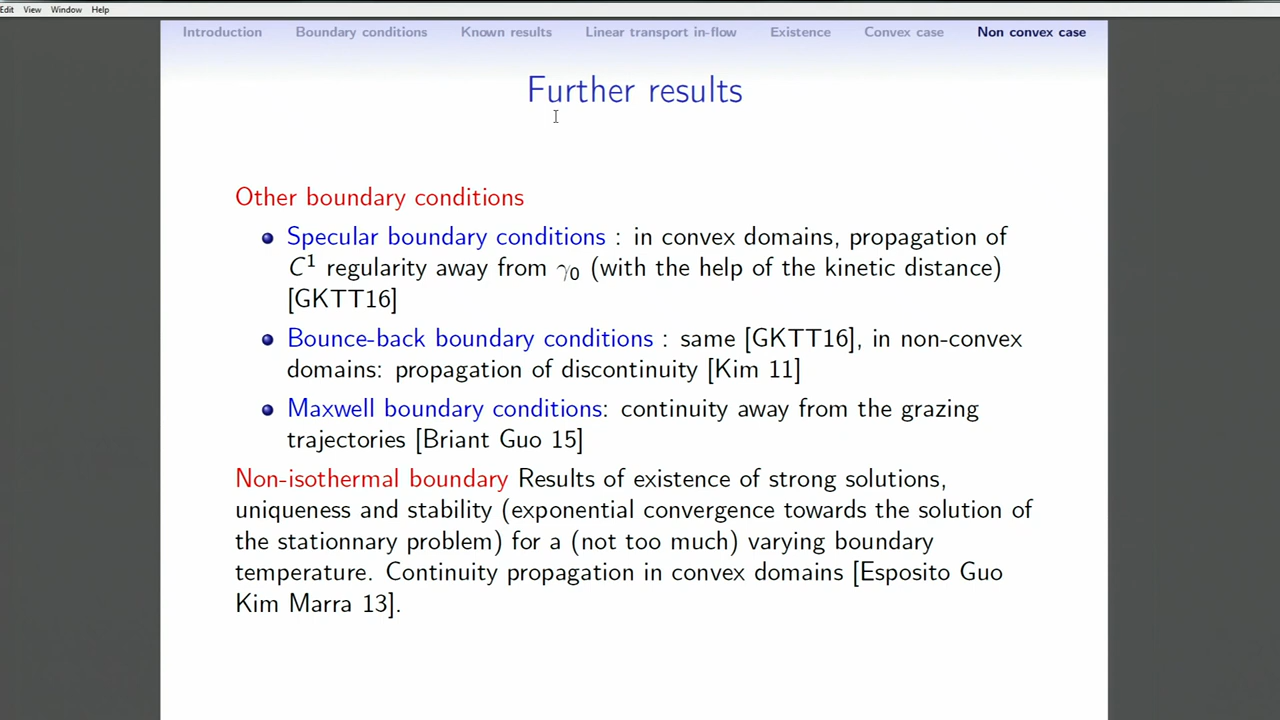 Edit View Window Help
Introduction Boundary conditions Known results Linear transport in-flow Existence Convex case Non convex case
Further results
Other boundary conditions
Specular boundary conditions : in convex domains, propagation of
C¹ regularity away from γ₀ (with the help of the kinetic distance)
[GKTT16]
Bounce-back boundary conditions : same [GKTT16], in non-convex
domains: propagation of discontinuity [Kim 11]
Maxwell boundary conditions: continuity away from the grazing
trajectories [Briant Guo 15]
Non-isothermal boundary Results of existence of strong solutions,
uniqueness and stability (exponential convergence towards the solution of
the stationnary problem) for a (not too much) varying boundary
temperature. Continuity propagation in convex domains [Esposito Guo
Kim Marra 13].